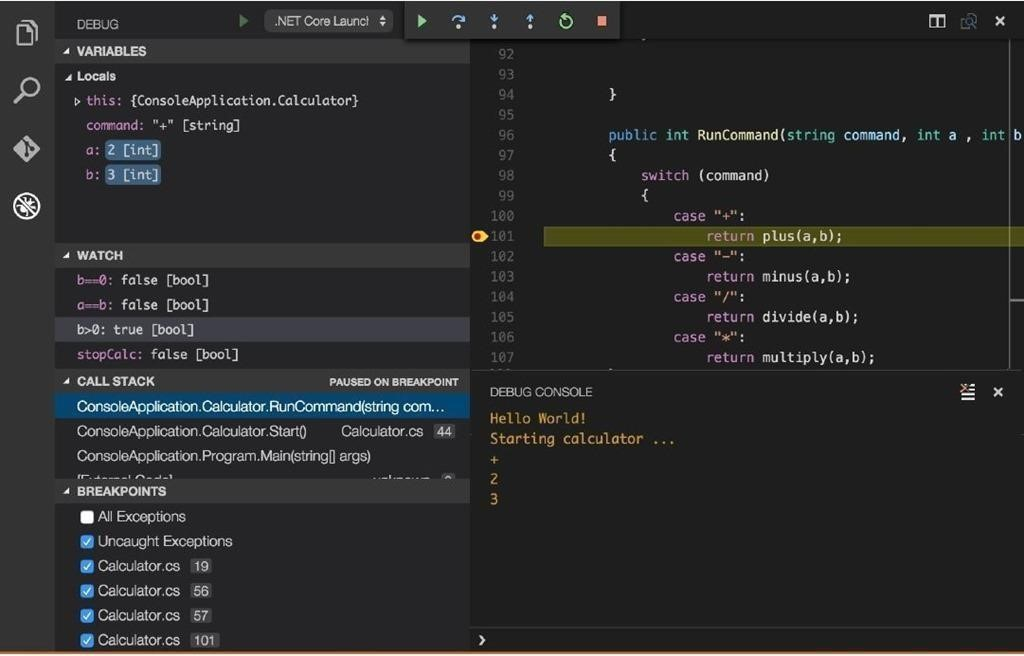 DEBUG
.NET Core Launch
VARIABLES
Locals
this: {ConsoleApplication.Calculator}
command: "+" [string]
a: 2 [int]
b: 3 [int]
WATCH
b==0: false [bool]
a==b: false [bool]
b>0: true [bool]
stopCalc: false [bool]
CALL STACK PAUSED ON BREAKPOINT
ConsoleApplication.Calculator.RunCommand(string com…
ConsoleApplication.Calculator.Start() Calculator.cs 44
ConsoleApplication.Program.Main(string[] args)
[External Code] unknown 0
BREAKPOINTS
All Exceptions
Uncaught Exceptions
Calculator.cs 19
Calculator.cs 56
Calculator.cs 57
Calculator.cs 101
92
93
94 }
95
96 public int RunCommand(string command, int a , int b
97 {
98 switch (command)
99 {
100 case "+":
101 return plus(a,b);
102 case "-":
103 return minus(a,b);
104 case "/":
105 return divide(a,b);
106 case "*":
107 return multiply(a,b);
DEBUG CONSOLE
Hello World!
Starting calculator ...
+
2
3